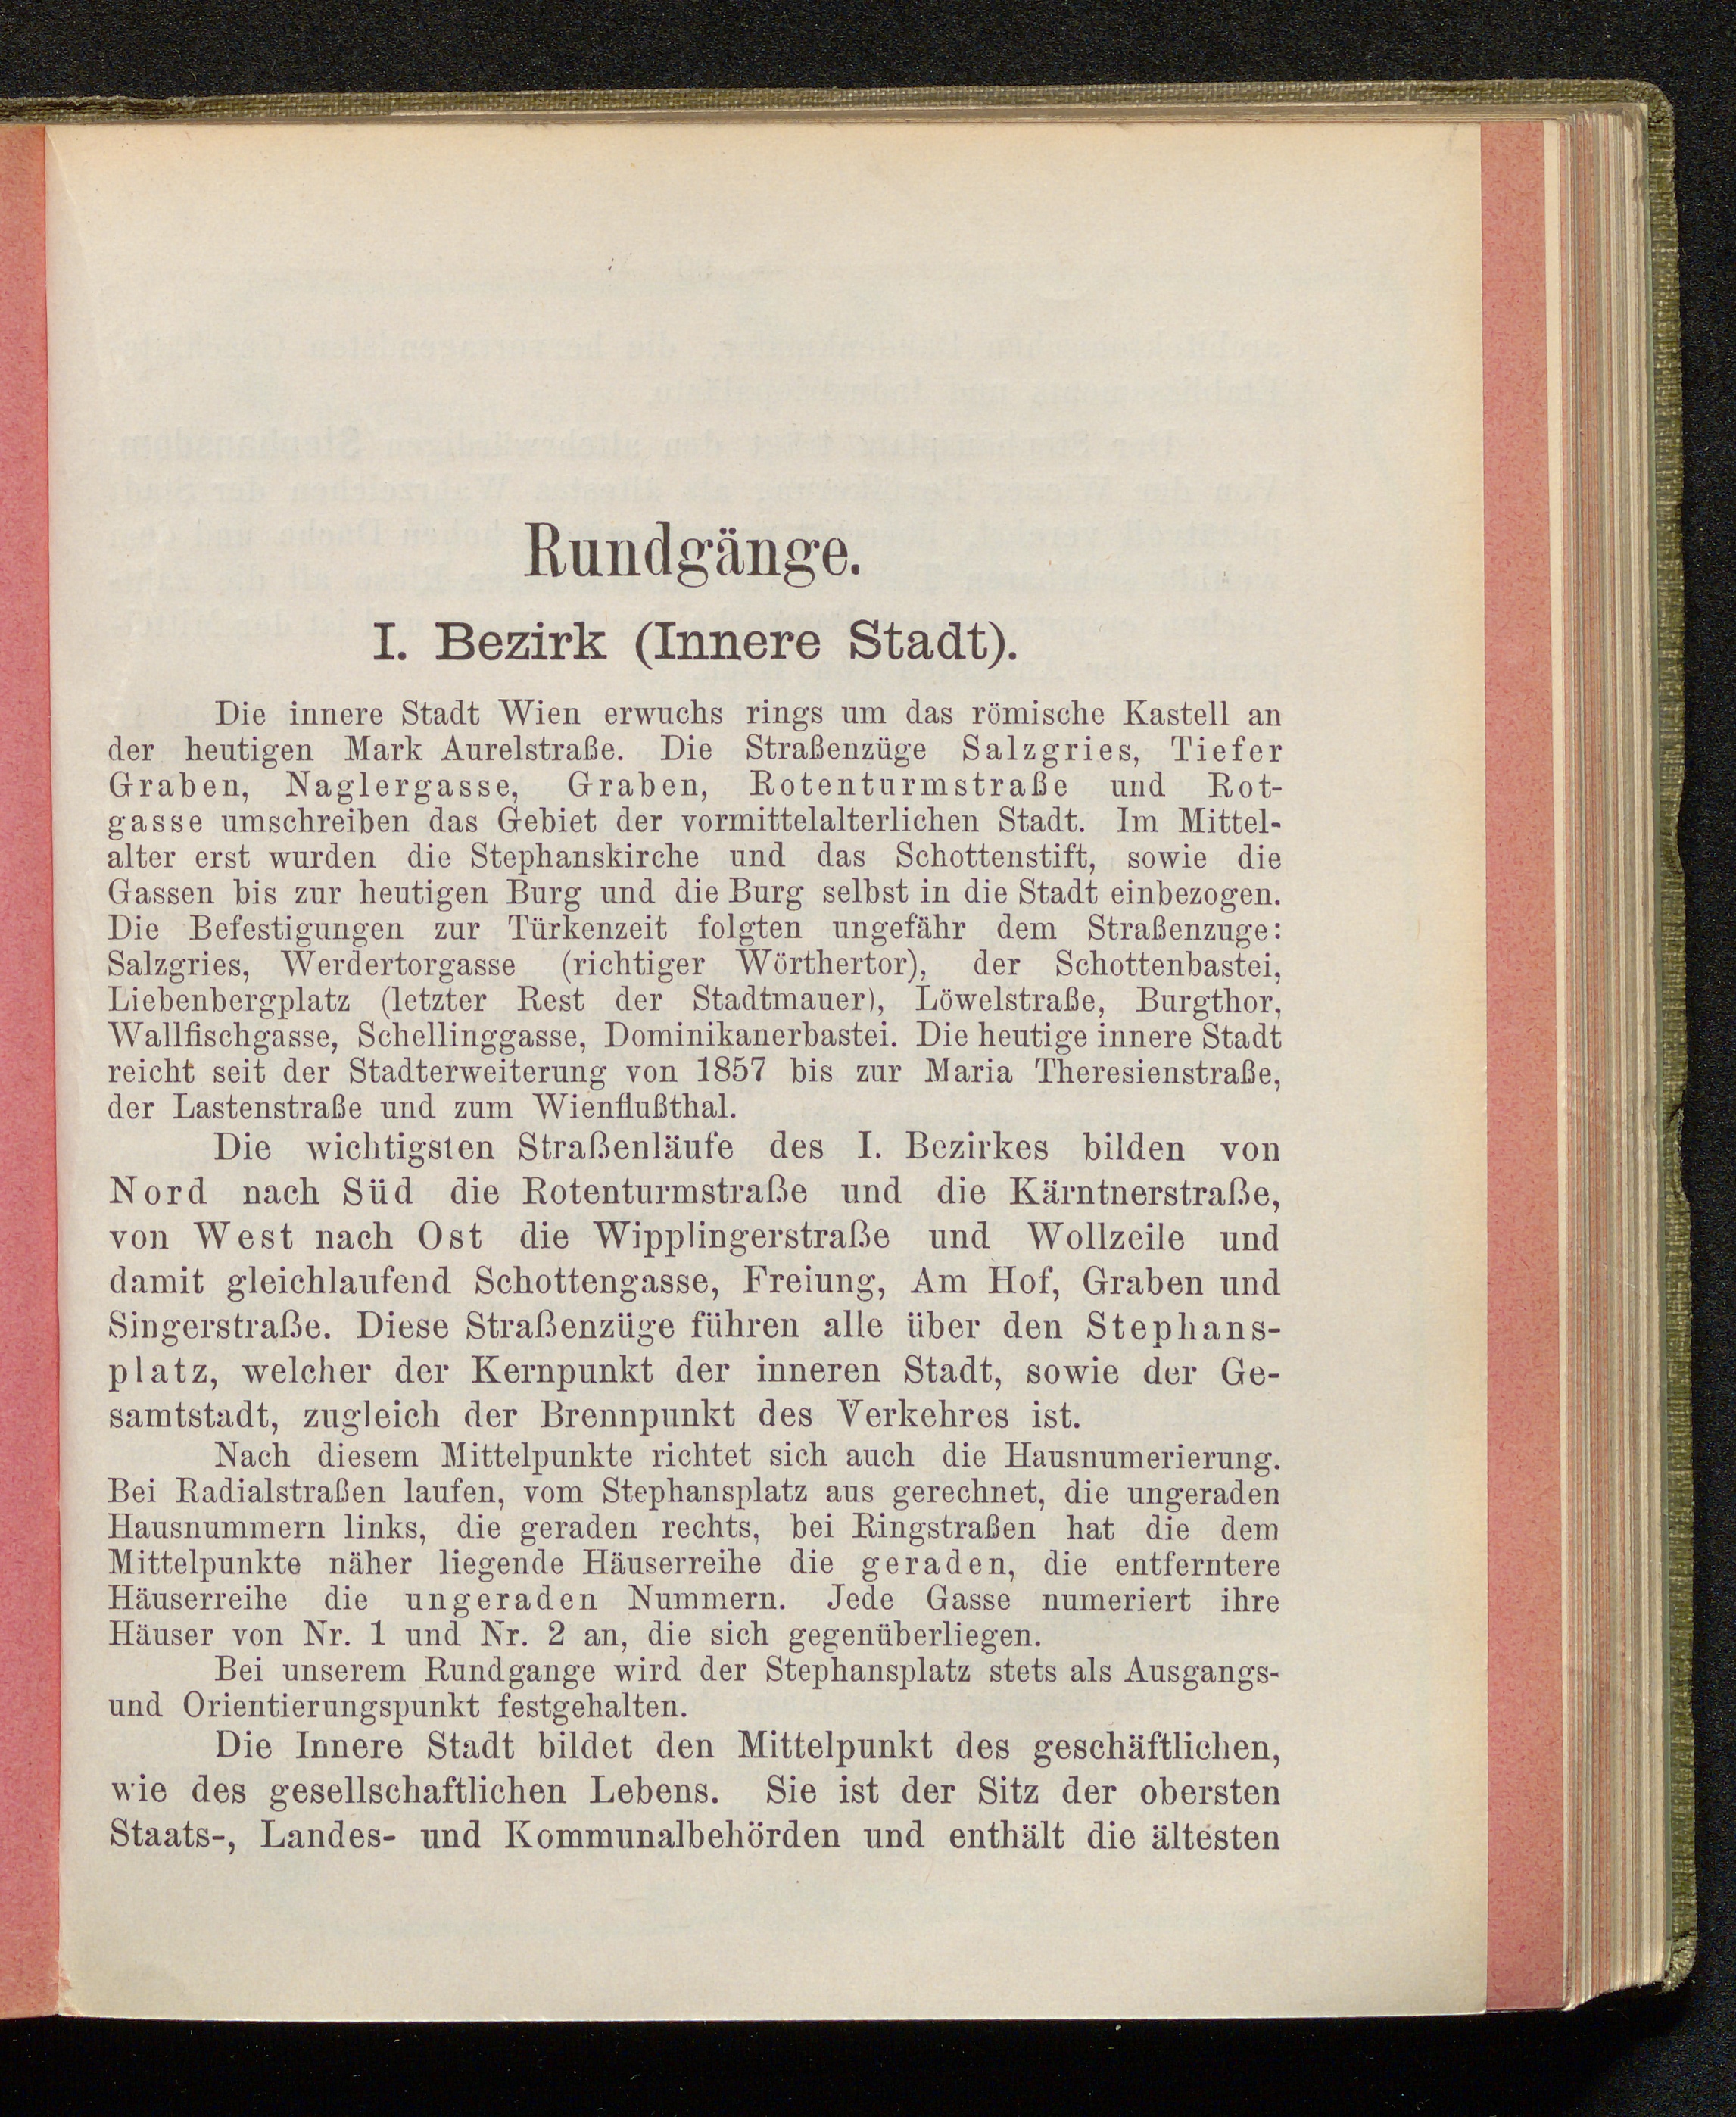 Rundgänge.
I. Bezirk (Innere Stadt).
Die innere Stadt Wien erwuchs rings um das römische Kastell an
der heutigen Mark Aurelstraße. Die Straßenzüge Salzgries, Tiefer
Graben, Naglergasse, Graben, Rotenturmstraße und Rot-
gasse umschreiben das Gebiet der vormittelalterlichen Stadt. Im Mittel-
alter erst wurden die Stephanskirche und das Schottenstift, sowie die
Gassen bis zur heutigen Burg und die Burg selbst in die Stadt einbezogen.
Die Befestigungen zur Türkenzeit folgten ungefähr dem Straßenzuge:
Salzgries, Werdertorgasse (richtiger Wörthertor), der Schottenbastei,
Liebenbergplatz (letzter Rest der Stadtmauer), Löwelstraße, Burgthor,
Wallfischgasse, Schellinggasse, Dominikanerbastei. Die heutige innere Stadt
reicht seit der Stadterweiterung von 1857 bis zur Maria Theresienstraße,
der Lastenstraße und zum Wienflußthal.
Die wichtigsten Straßenläufe des I. Bezirkes bilden von
Nord nach Süd die Rotenturmstraße und die Kärntnerstraße,
von West nach Ost die Wipplingerstraße und Wollzeile und
damit gleichlaufend Schottengasse, Freiung, Am Hof, Graben und
Singerstraße. Diese Straßenzüge führen alle über den Stephans-
platz, welcher der Kernpunkt der inneren Stadt, sowie der Ge-
samtstadt, zugleich der Brennpunkt des Verkehres ist.
Nach diesem Mittelpunkte richtet sich auch die Hausnumerierung.
Bei Radialstraßen laufen, vom Stephansplatz aus gerechnet, die ungeraden
Hausnummern links, die geraden rechts, bei Ringstraßen hat die dem
Mittelpunkte näher liegende Häuserreihe die geraden, die entferntere
Häuserreihe die ungeraden Nummern. Jede Gasse numeriert ihre
Häuser von Nr. 1 und Nr. 2 an, die sich gegenüberliegen.
Bei unserem Rundgange wird der Stephansplatz stets als Ausgangs-
und Orientierungspunkt festgehalten.
Die Innere Stadt bildet den Mittelpunkt des geschäftlichen,
wie des gesellschaftlichen Lebens. Sie ist der Sitz der obersten
Staats-, Landes- und Kommunalbehörden und enthält die ältesten